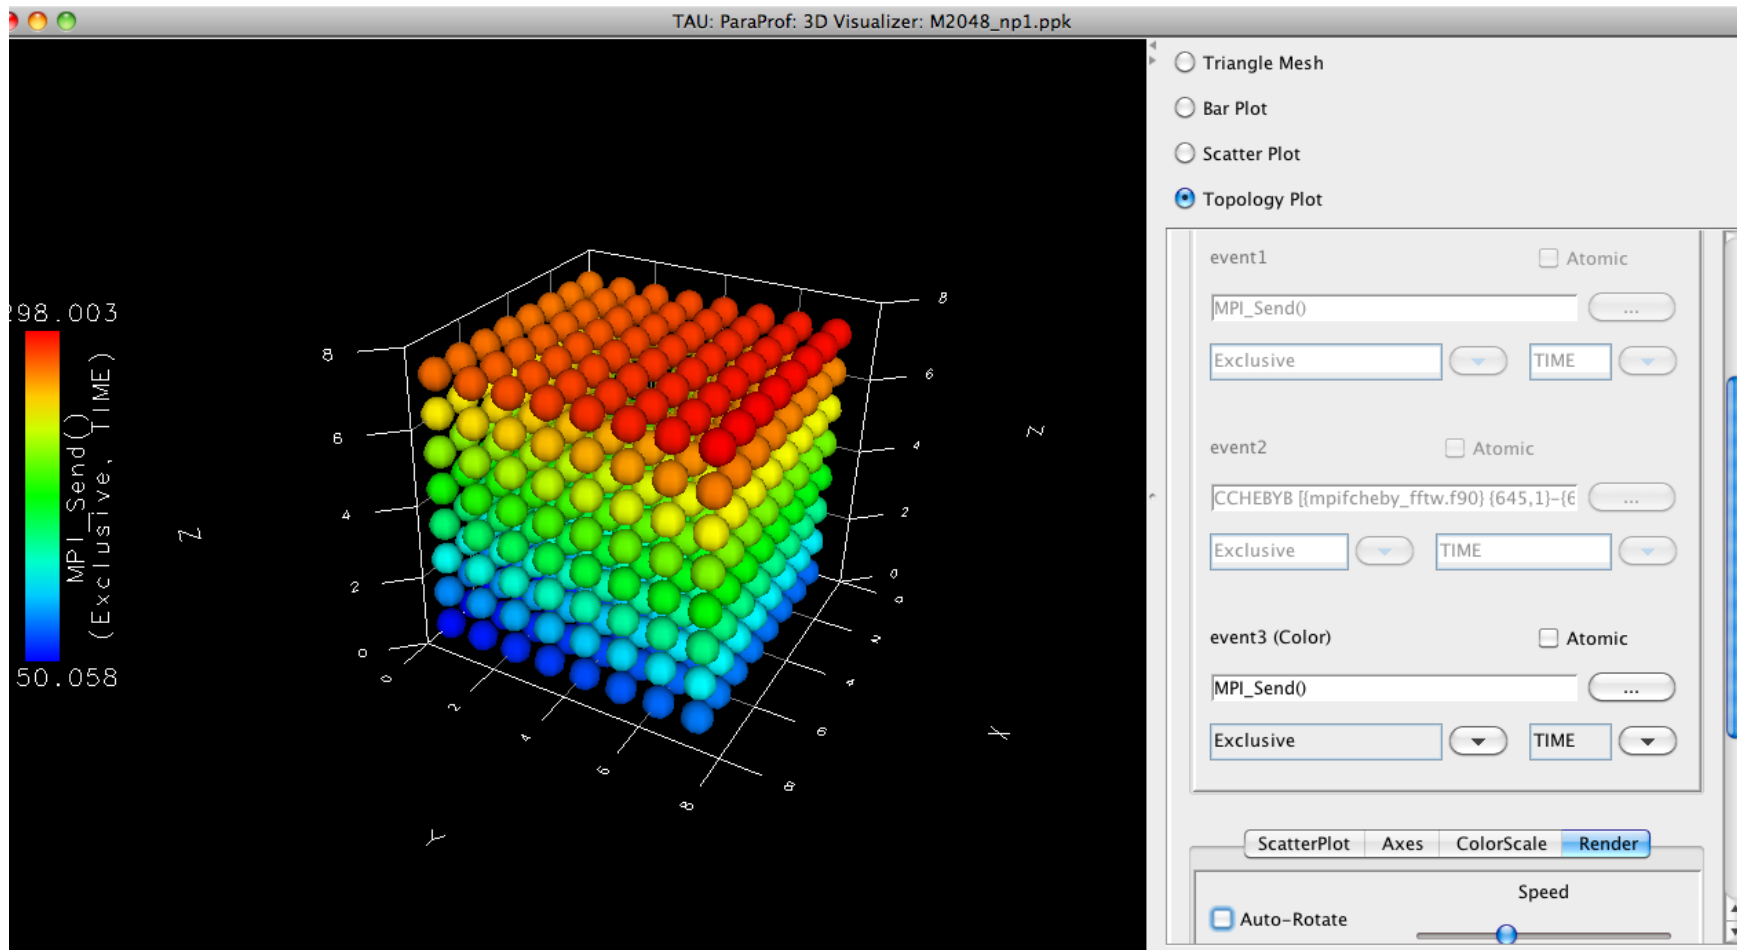 TAU: ParaProf: 3D Visualizer: M2048_np1.ppk
298.003
MPI_Send()
(Exclusive, TIME)
50.058
8
6
4
2
0
Z
0
2
4
6
8
Y
8
6
4
2
0
Z
0
2
4
6
8
X
Triangle Mesh
Bar Plot
Scatter Plot
Topology Plot
event1
Atomic
MPI_Send()
...
Exclusive
TIME
event2
Atomic
CCHEBYB [{mpifcheby_fftw.f90} {645,1}-{6
...
Exclusive
TIME
event3 (Color)
Atomic
MPI_Send()
...
Exclusive
TIME
ScatterPlot
Axes
ColorScale
Render
Speed
Auto-Rotate